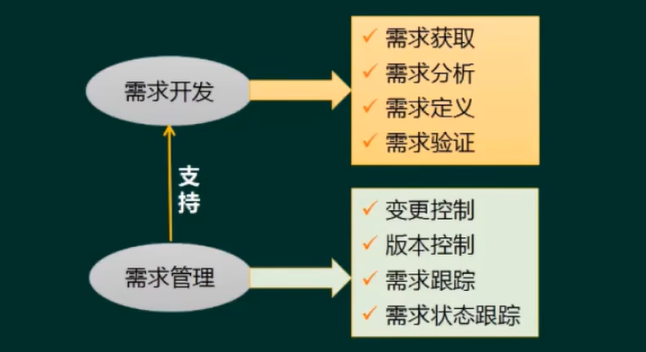 需求开发
需求获取
需求分析
需求定义
需求验证
支持
需求管理
变更控制
版本控制
需求跟踪
需求状态跟踪